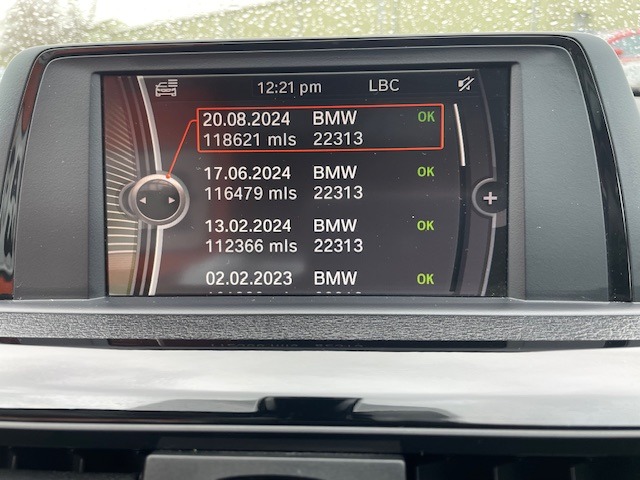 12:21 pm LBC
20.08.2024 BMW OK
118621 mls 22313
17.06.2024 BMW OK
116479 mls 22313
13.02.2024 BMW OK
112366 mls 22313
02.02.2023 BMW OK